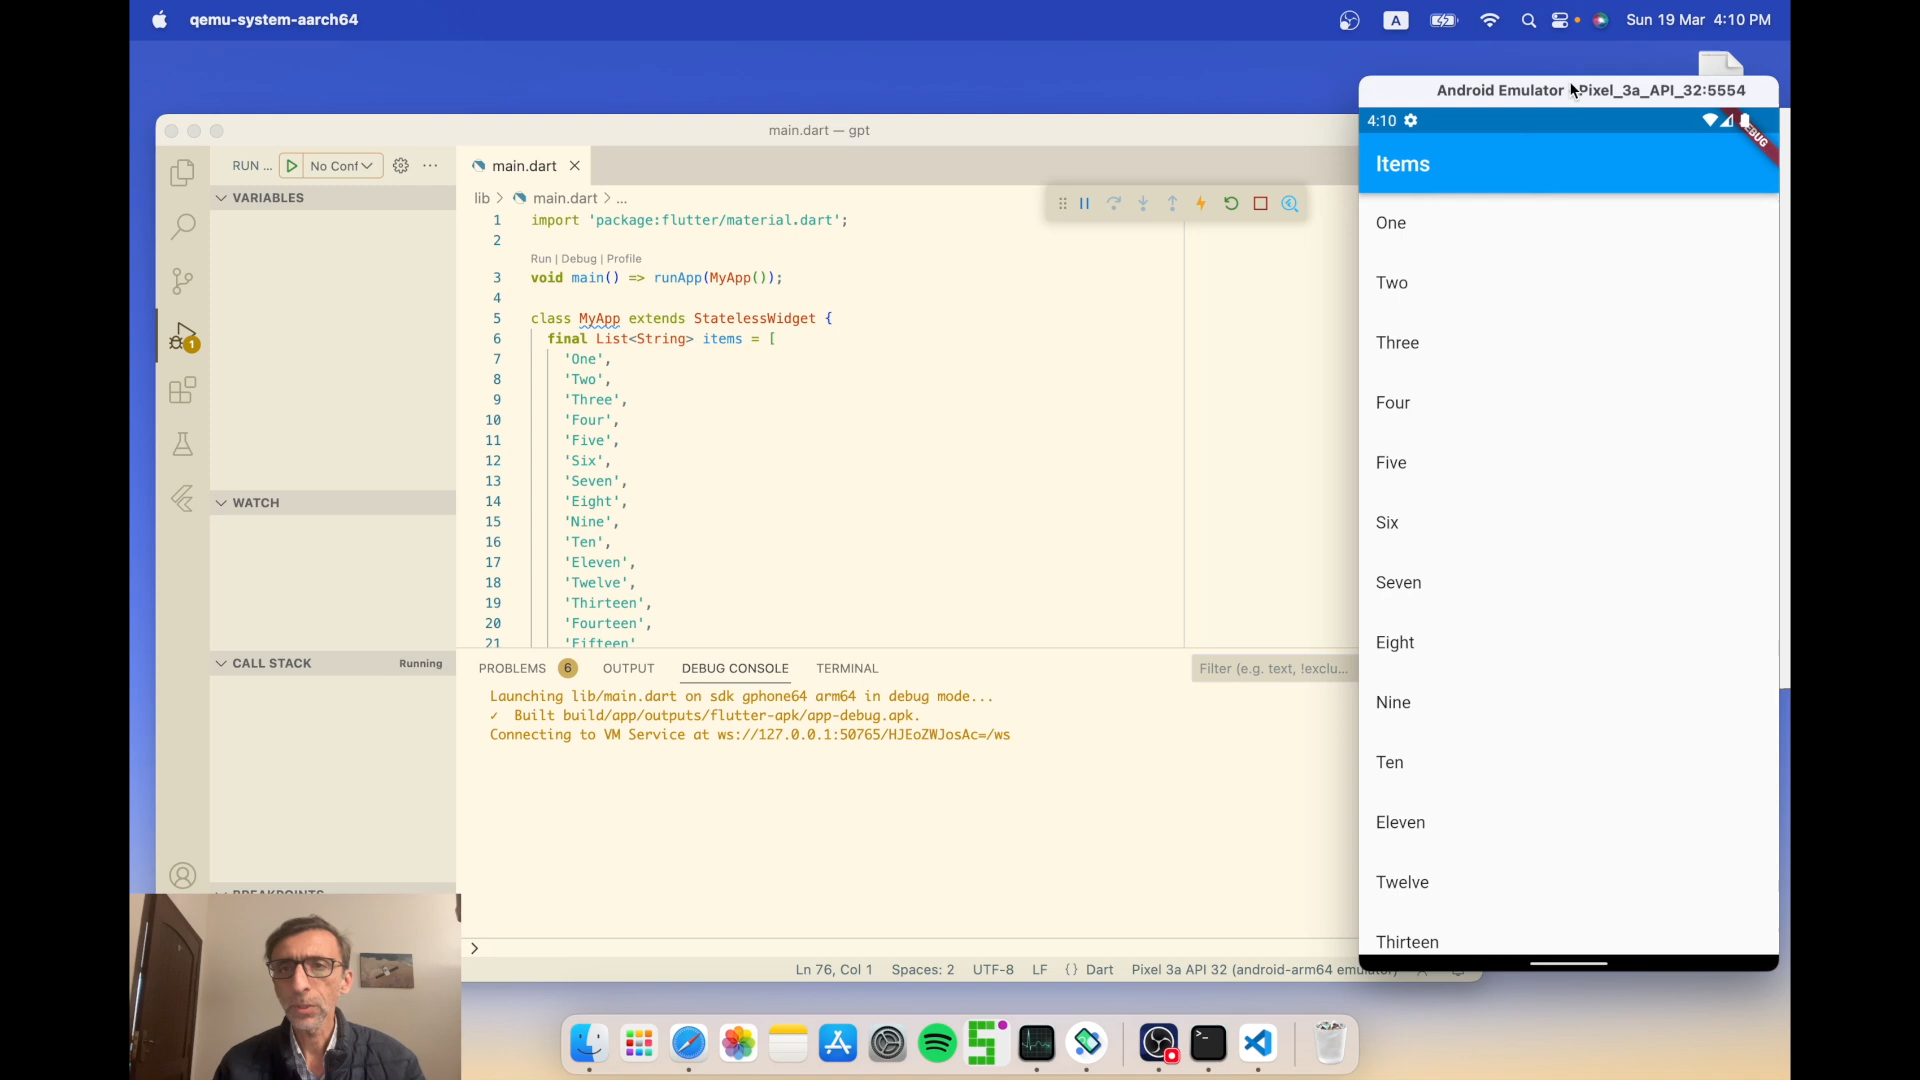 qemu-system-aarch64
A
Sun 19 Mar 4:10 PM
main.dart — gpt
RUN ...
No Conf
VARIABLES
WATCH
CALL STACK
Running
BREAKPOINTS
1
main.dart
lib > main.dart > ...
1 import 'package:flutter/material.dart';
2
Run | Debug | Profile
3 void main() => runApp(MyApp());
4
5 class MyApp extends StatelessWidget {
6 final List<String> items = [
7 'One',
8 'Two',
9 'Three',
10 'Four',
11 'Five',
12 'Six',
13 'Seven',
14 'Eight',
15 'Nine',
16 'Ten',
17 'Eleven',
18 'Twelve',
19 'Thirteen',
20 'Fourteen',
21 'Fifteen'
PROBLEMS 6 OUTPUT DEBUG CONSOLE TERMINAL
Filter (e.g. text, !exclu...
Launching lib/main.dart on sdk gphone64 arm64 in debug mode...
✓ Built build/app/outputs/flutter-apk/app-debug.apk.
Connecting to VM Service at ws://127.0.0.1:50765/HJEoZWJosAc=/ws
>
Ln 76, Col 1 Spaces: 2 UTF-8 LF {} Dart Pixel 3a API 32 (android-arm64 emulator)
Android Emulator - Pixel_3a_API_32:5554
4:10
DEBUG
Items
One
Two
Three
Four
Five
Six
Seven
Eight
Nine
Ten
Eleven
Twelve
Thirteen